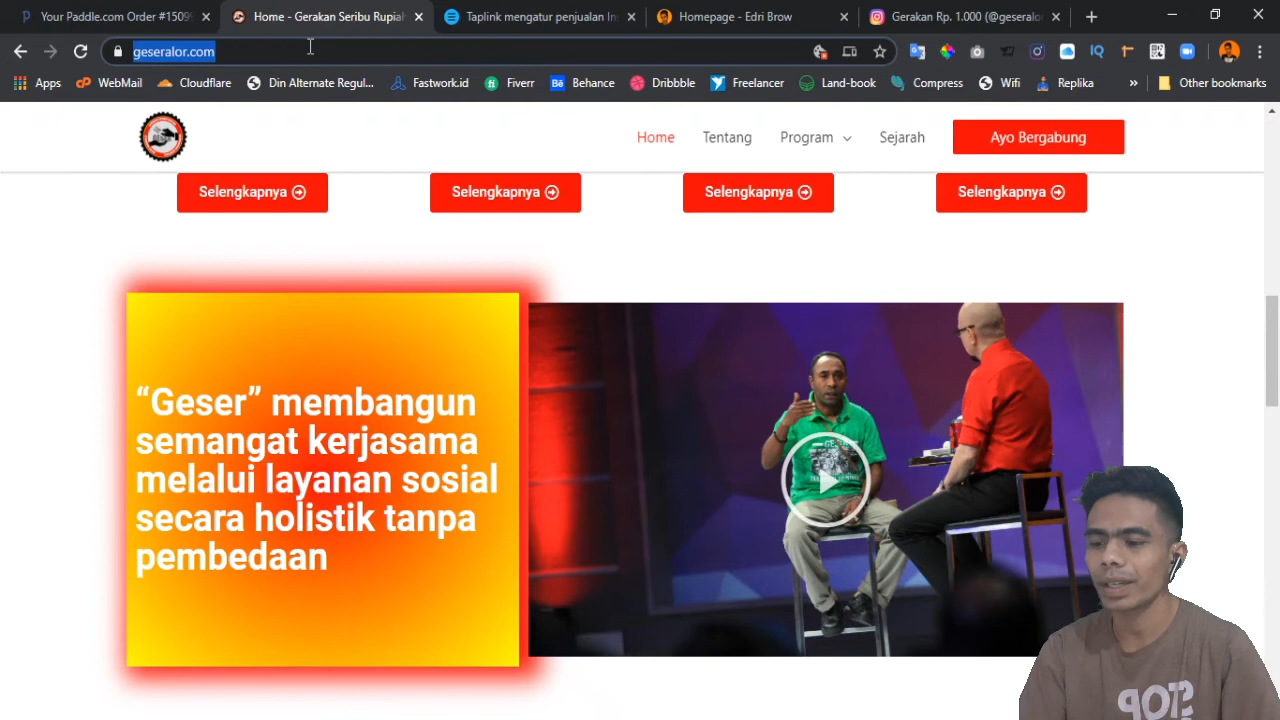 Your Paddle.com Order #1509
Home - Gerakan Seribu Rupiah
Taplink mengatur penjualan In
Homepage - Edri Brow
Gerakan Rp. 1.000 (@geseralor
geseralor.com
Apps
WebMail
Cloudflare
Din Alternate Regul...
Fastwork.id
Fiverr
Behance
Dribbble
Freelancer
Land-book
Compress
Wifi
Replika
Other bookmarks
Home
Tentang
Program
Sejarah
Ayo Bergabung
Selengkapnya
Selengkapnya
Selengkapnya
Selengkapnya
“Geser” membangun
semangat kerjasama
melalui layanan sosial
secara holistik tanpa
pembedaan
STOP